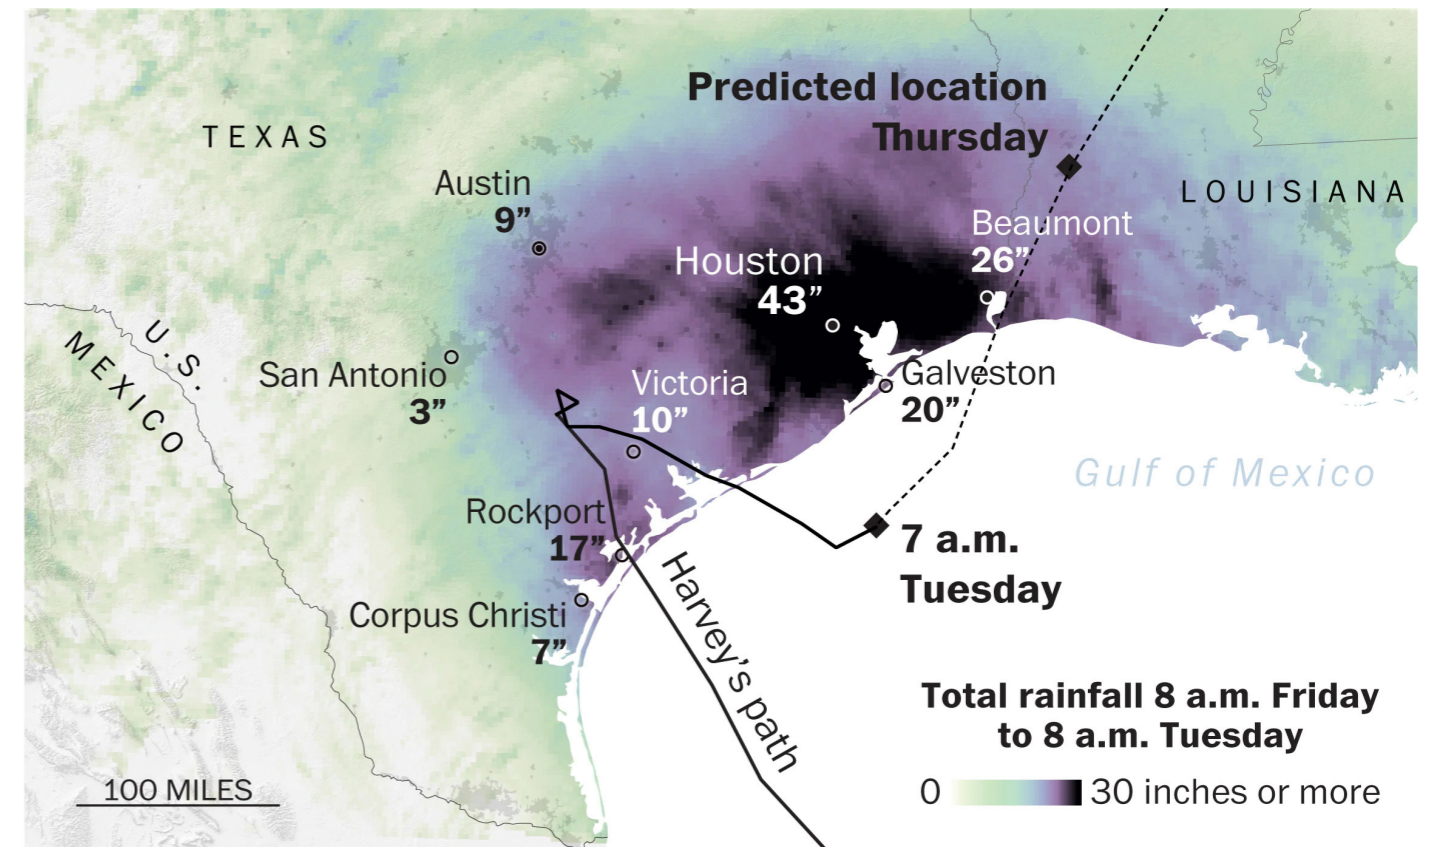 Predicted location
Thursday
TEXAS
Austin
9”
LOUISIANA
Beaumont
26”
Houston
43”
U.S.
MEXICO
San Antonio
3”
Victoria
10”
Galveston
20”
Gulf of Mexico
Rockport
17”
7 a.m.
Tuesday
Harvey’s path
Corpus Christi
7”
Total rainfall 8 a.m. Friday
to 8 a.m. Tuesday
0 30 inches or more
100 MILES